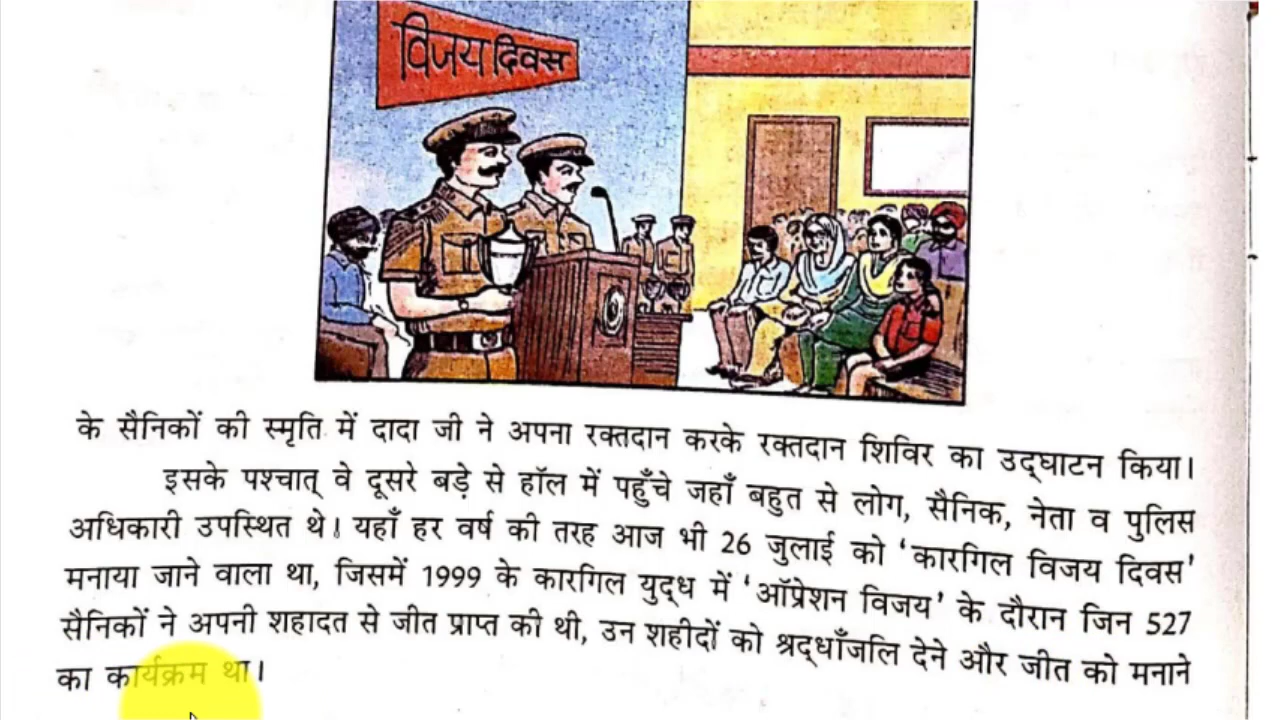 विजय दिवस
के सैनिकों की स्मृति में दादा जी ने अपना रक्तदान करके रक्तदान शिविर का उद्घाटन किया।
इसके पश्चात् वे दूसरे बड़े से हॉल में पहुँचे जहाँ बहुत से लोग, सैनिक, नेता व पुलिस
अधिकारी उपस्थित थे। यहाँ हर वर्ष की तरह आज भी 26 जुलाई को ‘कारगिल विजय दिवस’
मनाया जाने वाला था, जिसमें 1999 के कारगिल युद्ध में ‘ऑप्रेशन विजय’ के दौरान जिन 527
सैनिकों ने अपनी शहादत से जीत प्राप्त की थी, उन शहीदों को श्रद्धाँजलि देने और जीत को मनाने
का कार्यक्रम था।